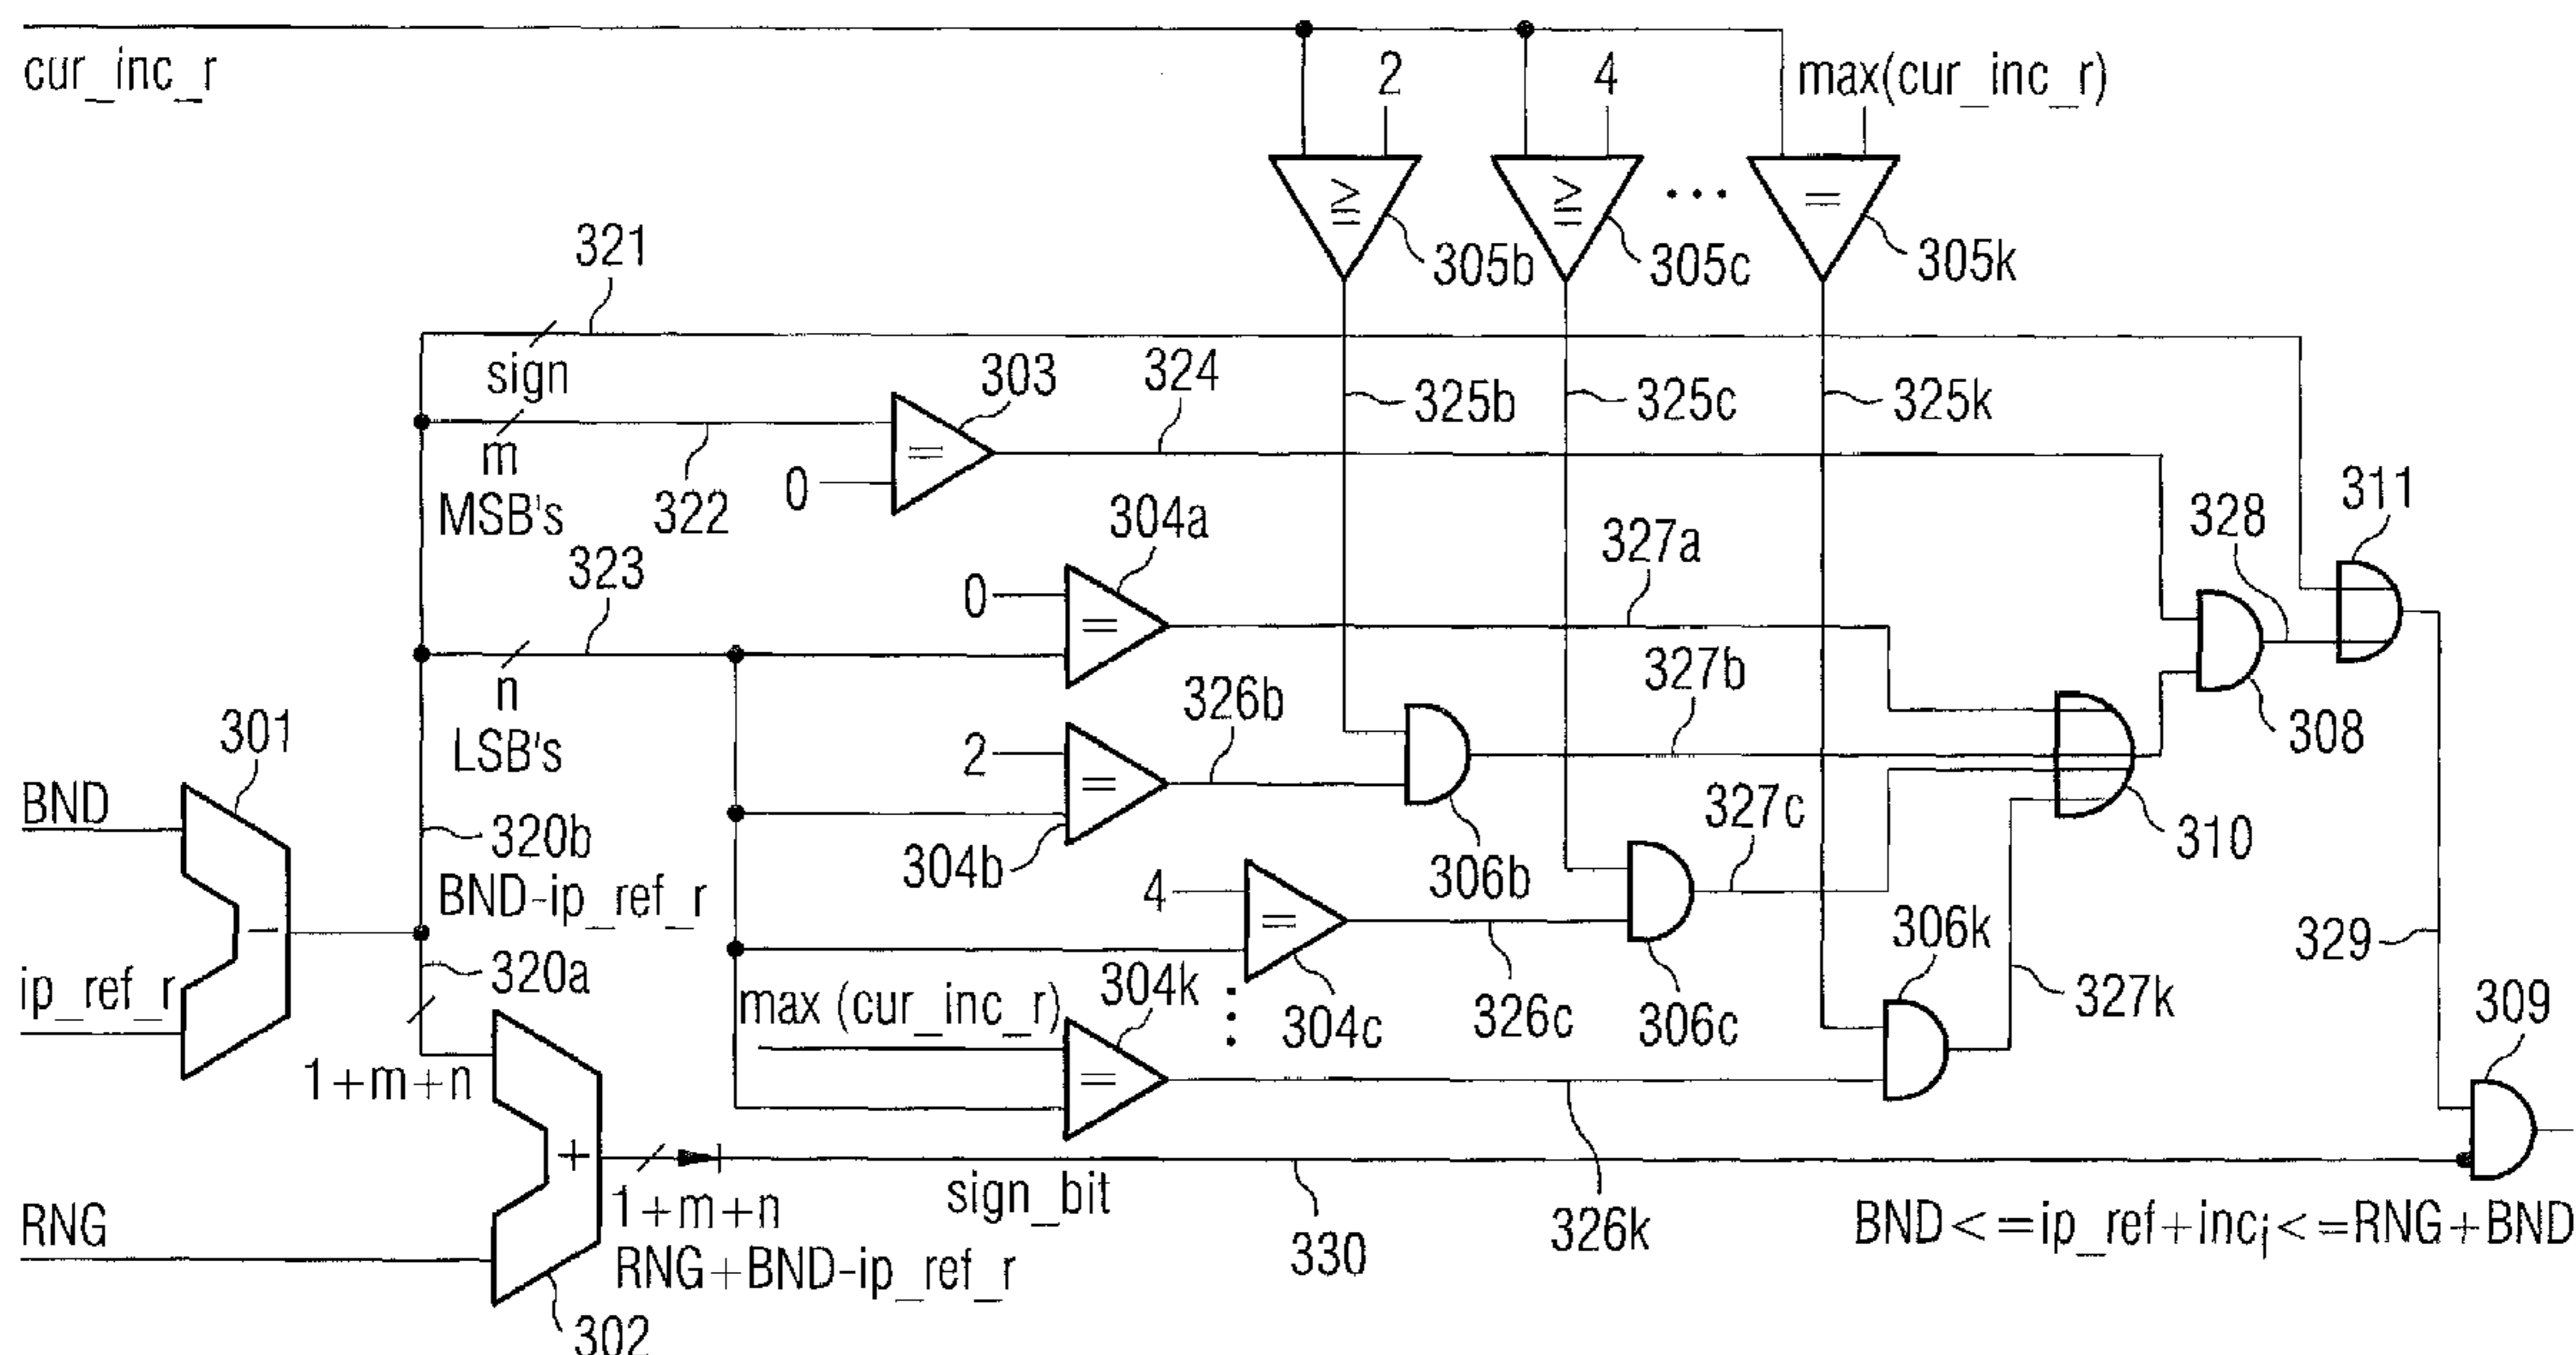 cur_inc_r
2
4
max(cur_inc_r)
≥
≥
=
305b
305c
305k
321
sign
303
324
325b
325c
325k
m
MSB's
322
0
=
311
328
304a
327a
323
0
=
n
LSB's
326b
327b
308
301
BND
2
=
320b
304b
306b
327c
310
BND-ip_ref_r
4
=
306k
329
–
320a
ip_ref_r
max (cur_inc_r)
304k
304c
326c
306c
327k
309
1+m+n
=
+
sign_bit
1+m+n
RNG
RNG+BND-ip_ref_r
330
326k
BND<=ip_ref+inci<=RNG+BND
302